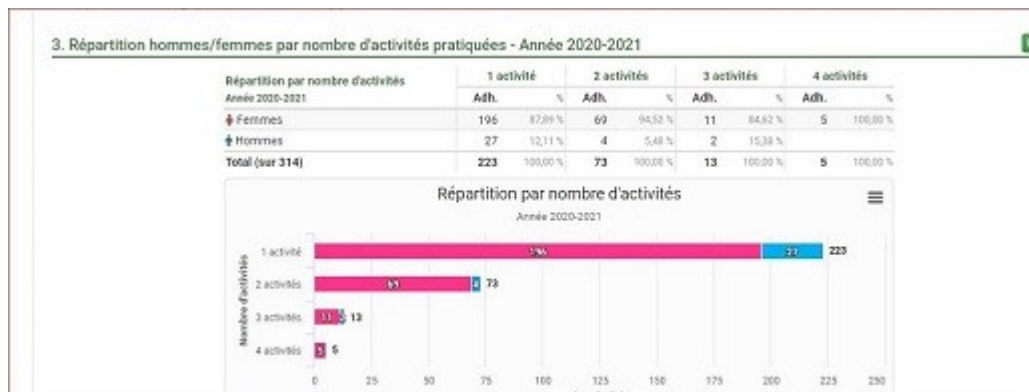 3. Répartition hommes/femmes par nombre d'activités pratiquées - Année 2020-2021
Répartition par nombre d'activités 1 activité 2 activités 3 activités 4 activités
Année 2020-2021 Adh. % Adh. % Adh. % Adh. %
Femmes 196 87,89 % 69 94,52 % 11 84,62 % 5 100,00 %
Hommes 27 12,11 % 4 5,48 % 2 15,38 %
Total (sur 314) 223 100,00 % 73 100,00 % 13 100,00 % 5 100,00 %
Répartition par nombre d'activités
Année 2020-2021
Nombre d'activités
1 activité 196 27 223
2 activités 69 4 73
3 activités 11 2 13
4 activités 5 5
0 25 50 75 100 125 150 175 200 225 250